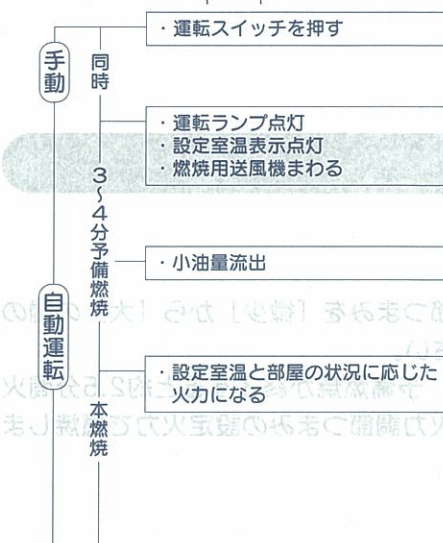 ・運転スイッチを押す
手動
同時
・運転ランプ点灯
・設定室温表示点灯
・燃焼用送風機まわる
3〜4分予備燃焼
・小油量流出
自動運転
・設定室温と部屋の状況に応じた
火力になる
本燃焼